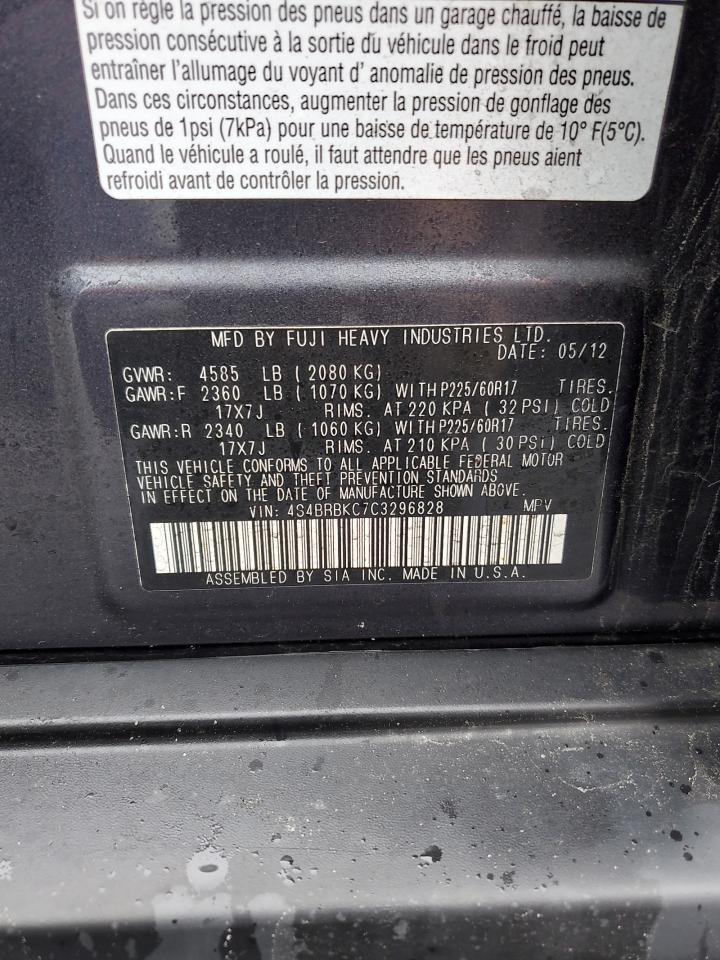 Si on règle la pression des pneus dans un garage chauffé, la baisse de
pression consécutive à la sortie du véhicule dans le froid peut
entraîner l'allumage du voyant d' anomalie de pression des pneus.
Dans ces circonstances, augmenter la pression de gonflage des
pneus de 1psi (7kPa) pour une baisse de température de 10° F(5°C).
Quand le véhicule a roulé, il faut attendre que les pneus aient
refroidi avant de contrôler la pression.
MFD BY FUJI HEAVY INDUSTRIES LTD.
DATE: 05/12
GVWR: 4585 LB ( 2080 KG)
GAWR:F 2360 LB ( 1070 KG) WITH P225/60R17 TIRES.
17X7J RIMS. AT 220 KPA ( 32 PSI) COLD
GAWR:R 2340 LB ( 1060 KG) WITH P225/60R17 TIRES.
17X7J RIMS. AT 210 KPA ( 30 PSI) COLD
THIS VEHICLE CONFORMS TO ALL APPLICABLE FEDERAL MOTOR
VEHICLE SAFETY AND THEFT PREVENTION STANDARDS
IN EFFECT ON THE DATE OF MANUFACTURE SHOWN ABOVE.
VIN: 4S4BRBKC7C3296828 MPV
ASSEMBLED BY SIA INC. MADE IN U.S.A.